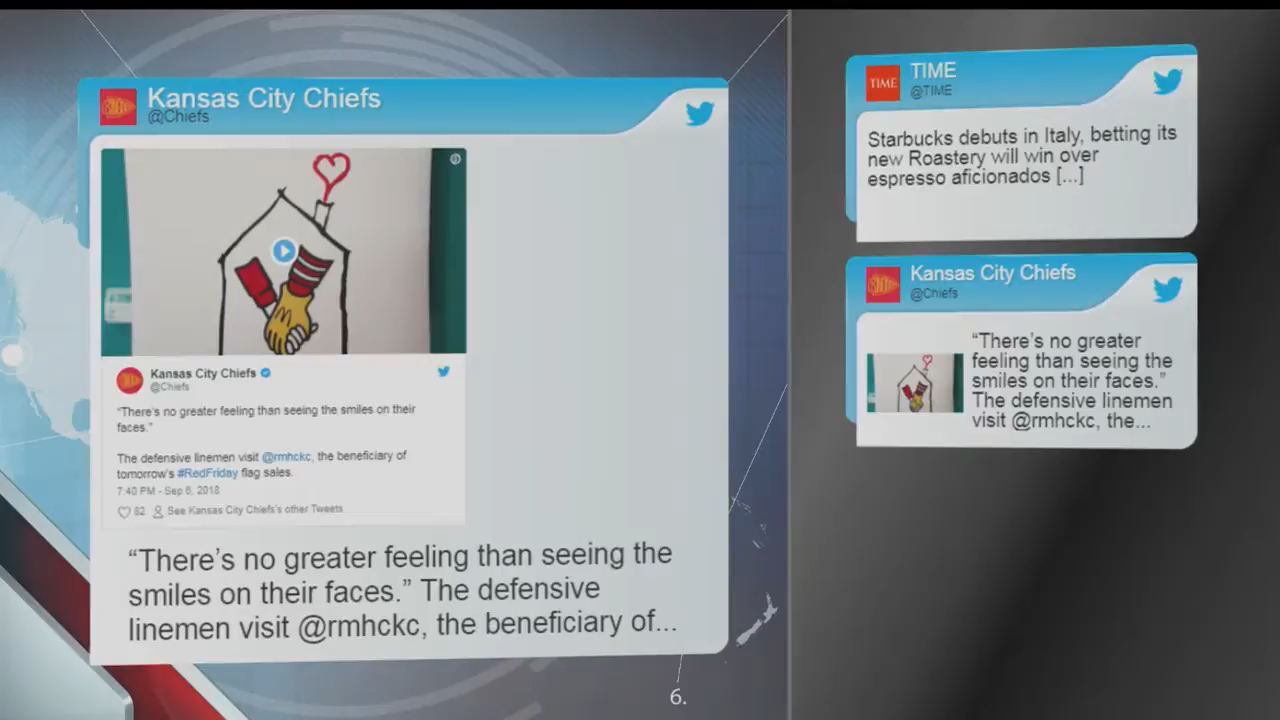 Kansas City Chiefs
@Chiefs
Kansas City Chiefs
@Chiefs
“There's no greater feeling than seeing the smiles on their
faces.”
The defensive linemen visit @rmhckc, the beneficiary of
tomorrow's #RedFriday flag sales.
7:40 PM - Sep 6, 2018
82 See Kansas City Chiefs's other Tweets
“There’s no greater feeling than seeing the
smiles on their faces.” The defensive
linemen visit @rmhckc, the beneficiary of...
6.
TIME
TIME
@TIME
Starbucks debuts in Italy, betting its
new Roastery will win over
espresso aficionados [...]
Kansas City Chiefs
@Chiefs
“There’s no greater
feeling than seeing the
smiles on their faces.”
The defensive linemen
visit @rmhckc, the...